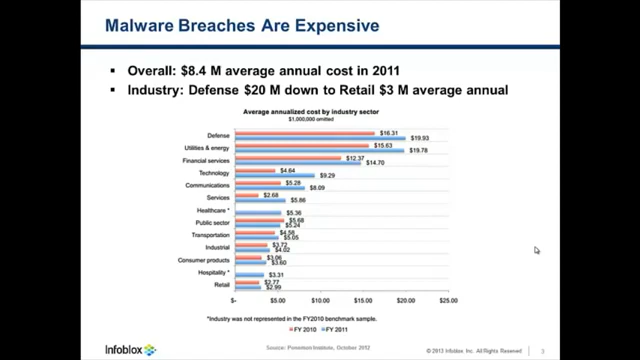 Malware Breaches Are Expensive
▪ Overall: $8.4 M average annual cost in 2011
▪ Industry: Defense $20 M down to Retail $3 M average annual
Average annualized cost by industry sector
$1,000,000 omitted
Defense $16.31 $19.93
Utilities & energy $15.63 $19.78
Financial services $12.37 $14.70
Technology $4.64 $9.29
Communications $5.28 $8.09
Services $2.68 $5.86
Healthcare * $5.36
Public sector $5.68 $5.24
Transportation $4.58 $5.05
Industrial $3.72 $4.02
Consumer products $3.06 $3.60
Hospitality * $3.31
Retail $2.77 $2.99
$- $5.00 $10.00 $15.00 $20.00 $25.00
*Industry was not represented in the FY2010 benchmark sample.
FY 2010 FY 2011
Infoblox
Source: Ponemon Institute, October 2012
© 2013 Infoblox Inc. All Rights Reserved
3